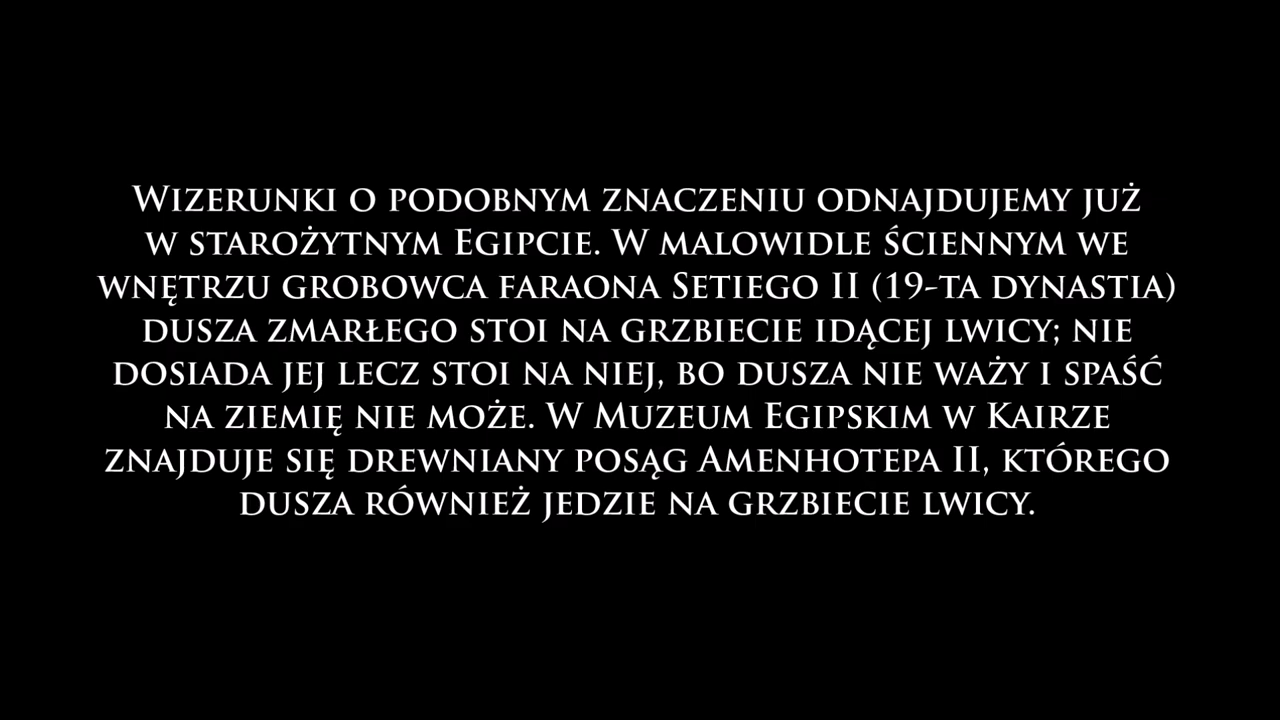 Wizerunki o podobnym znaczeniu odnajdujemy już
w starożytnym Egipcie. W malowidle ściennym we
wnętrzu grobowca faraona Setiego II (19-ta dynastia)
dusza zmarłego stoi na grzbiecie idącej lwicy; nie
dosiada jej lecz stoi na niej, bo dusza nie waży i spaść
na ziemię nie może. W Muzeum Egipskim w Kairze
znajduje się drewniany posąg Amenhotepa II, którego
dusza również jedzie na grzbiecie lwicy.